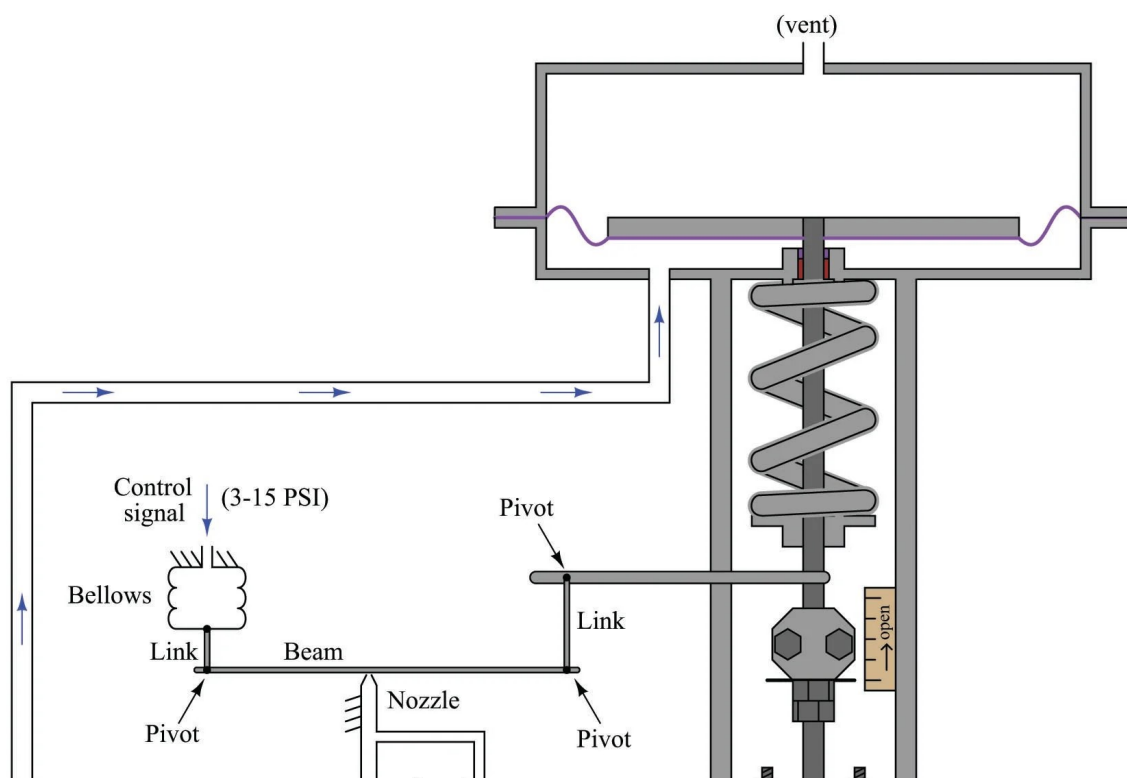 (vent)
Control
signal
(3-15 PSI)
Pivot
Bellows
Link
Link
Beam
open
Nozzle
Pivot
Pivot